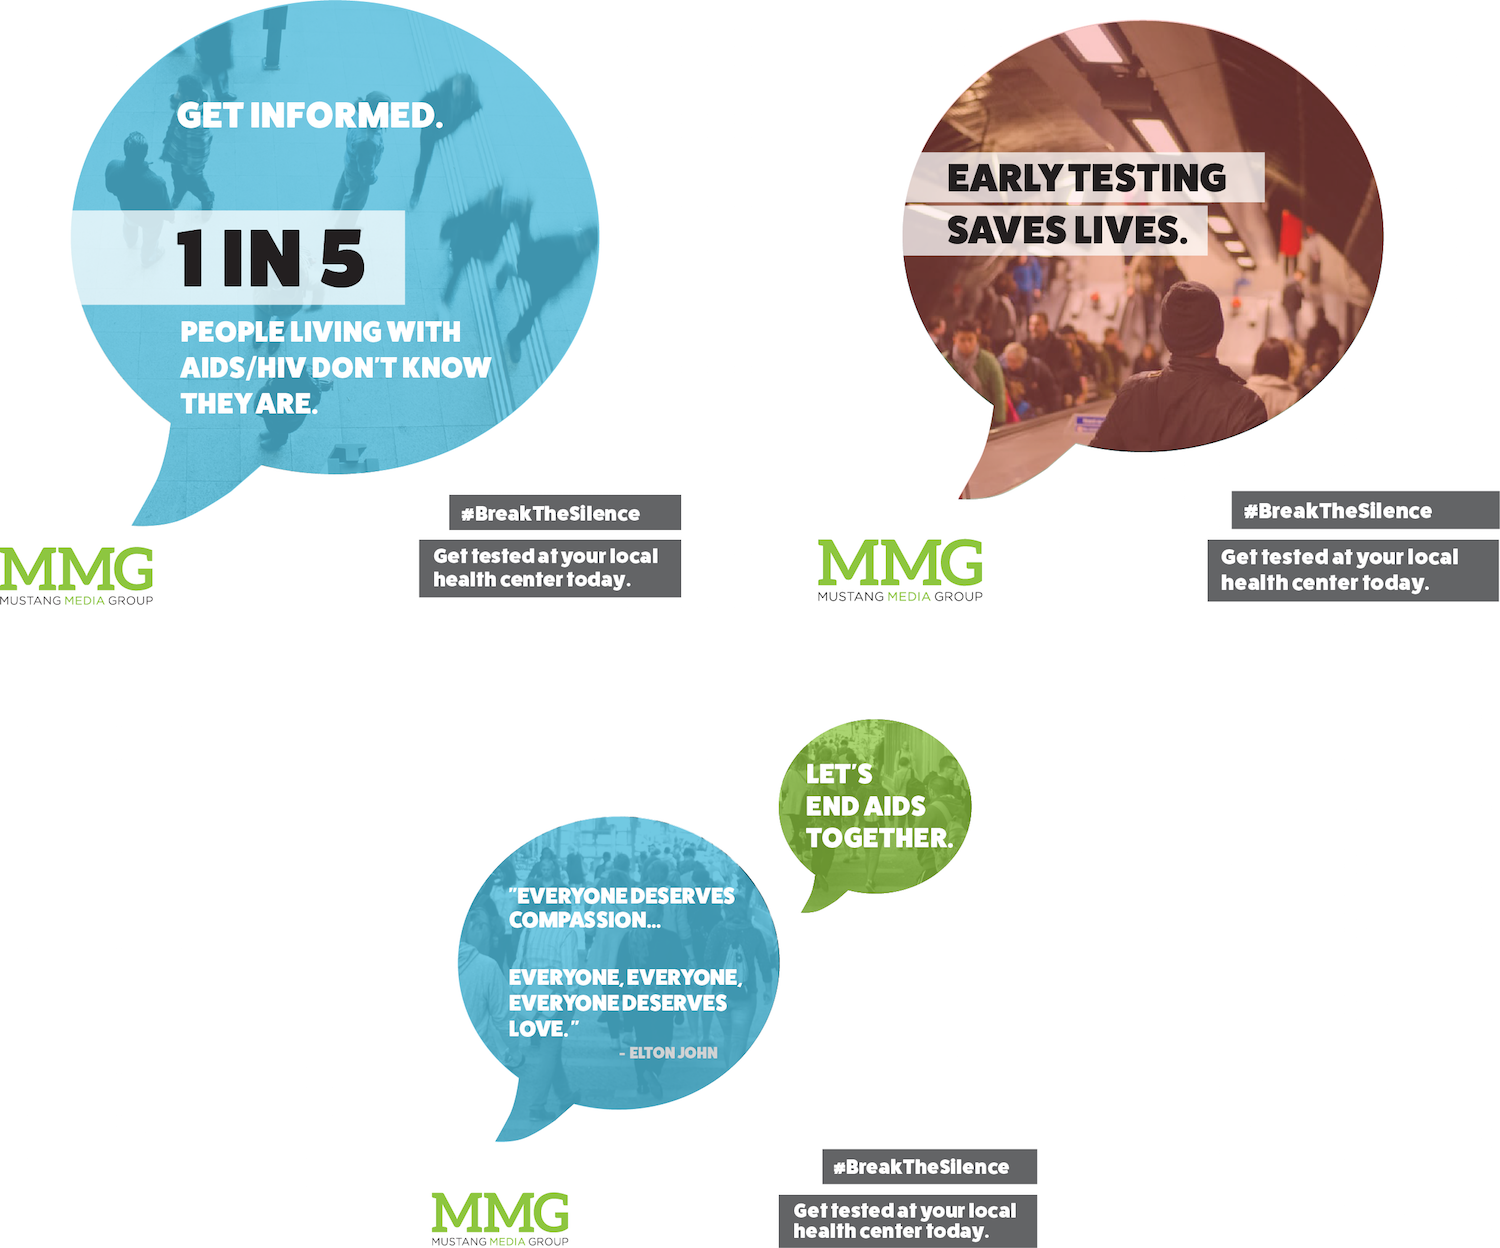 GET INFORMED.
1 IN 5
PEOPLE LIVING WITH
AIDS/HIV DON'T KNOW
THEY ARE.
#BreakTheSilence
Get tested at your local
health center today.
MMG
MUSTANG MEDIA GROUP
EARLY TESTING
SAVES LIVES.
#BreakTheSilence
Get tested at your local
health center today.
MMG
MUSTANG MEDIA GROUP
LET'S
END AIDS
TOGETHER.
"EVERYONE DESERVES
COMPASSION...
EVERYONE, EVERYONE,
EVERYONE DESERVES
LOVE."
- ELTON JOHN
#BreakTheSilence
Get tested at your local
health center today.
MMG
MUSTANG MEDIA GROUP